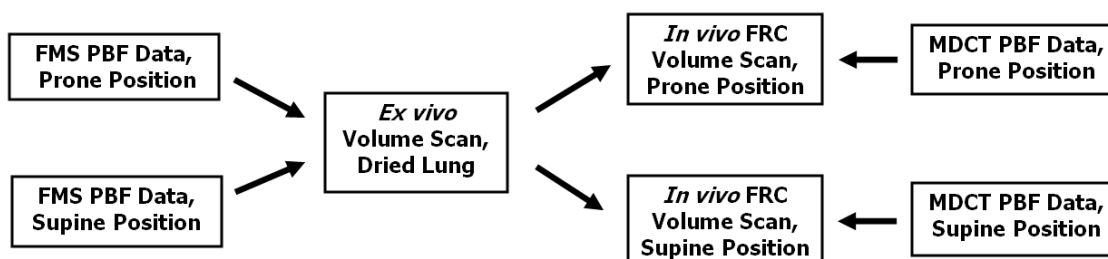 FMS PBF Data,
Prone Position
FMS PBF Data,
Supine Position
Ex vivo
Volume Scan,
Dried Lung
In vivo FRC
Volume Scan,
Prone Position
In vivo FRC
Volume Scan,
Supine Position
MDCT PBF Data,
Prone Position
MDCT PBF Data,
Supine Position